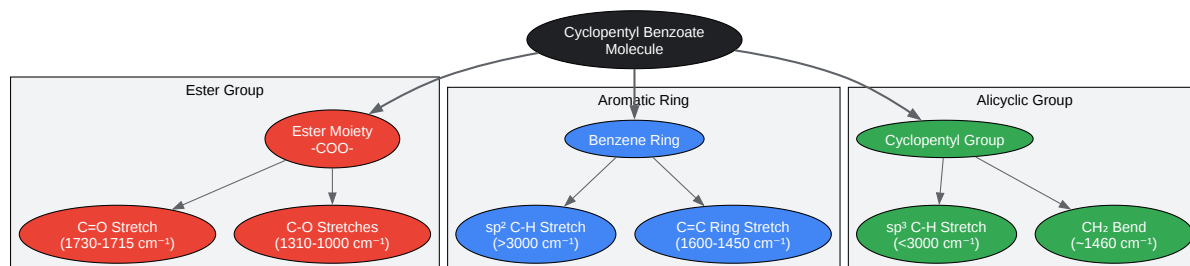 Cyclopentyl Benzoate
Molecule
Ester Group
Aromatic Ring
Alicyclic Group
Ester Moiety
-COO-
Benzene Ring
Cyclopentyl Group
C=O Stretch
(1730-1715 cm⁻¹)
C-O Stretches
(1310-1000 cm⁻¹)
sp² C-H Stretch
(>3000 cm⁻¹)
C=C Ring Stretch
(1600-1450 cm⁻¹)
sp³ C-H Stretch
(<3000 cm⁻¹)
CH₂ Bend
(~1460 cm⁻¹)